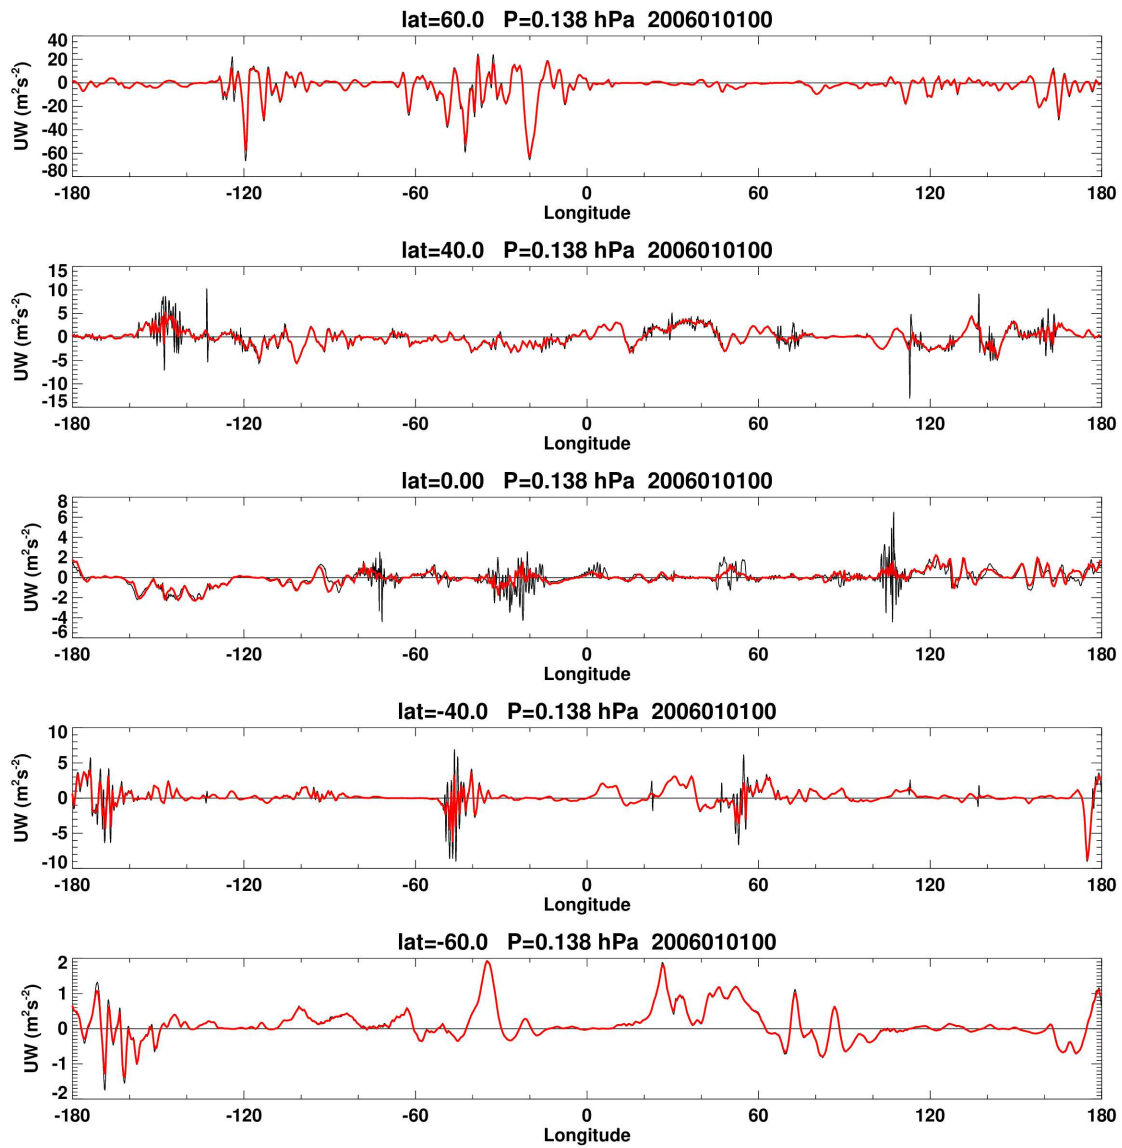 lat=60.0 P=0.138 hPa 2006010100
UW (m²s⁻²)
40
20
0
-20
-40
-60
-80
-180 -120 -60 0 60 120 180
Longitude
lat=40.0 P=0.138 hPa 2006010100
UW (m²s⁻²)
15
10
5
0
-5
-10
-15
-180 -120 -60 0 60 120 180
Longitude
lat=0.00 P=0.138 hPa 2006010100
UW (m²s⁻²)
8
6
4
2
0
-2
-4
-6
-180 -120 -60 0 60 120 180
Longitude
lat=-40.0 P=0.138 hPa 2006010100
UW (m²s⁻²)
10
5
0
-5
-10
-180 -120 -60 0 60 120 180
Longitude
lat=-60.0 P=0.138 hPa 2006010100
UW (m²s⁻²)
2
1
0
-1
-2
-180 -120 -60 0 60 120 180
Longitude